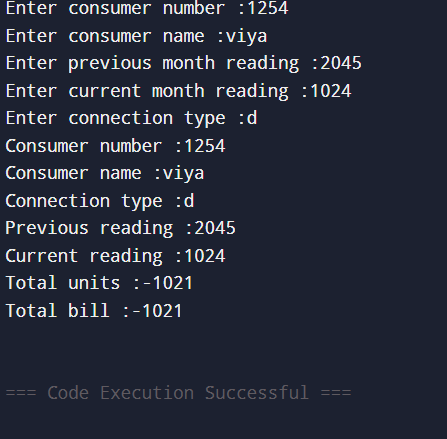 Enter consumer number :1254
Enter consumer name :viya
Enter previous month reading :2045
Enter current month reading :1024
Enter connection type :d
Consumer number :1254
Consumer name :viya
Connection type :d
Previous reading :2045
Current reading :1024
Total units :-1021
Total bill :-1021
=== Code Execution Successful ===